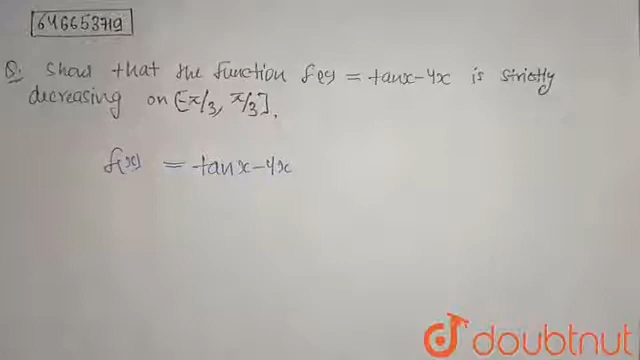 646653719
Q. Show that the function f(x) = tanx-4x is strictly
decreasing on [-π/3, π/3].
f(x) = tanx-4x
doubtnut